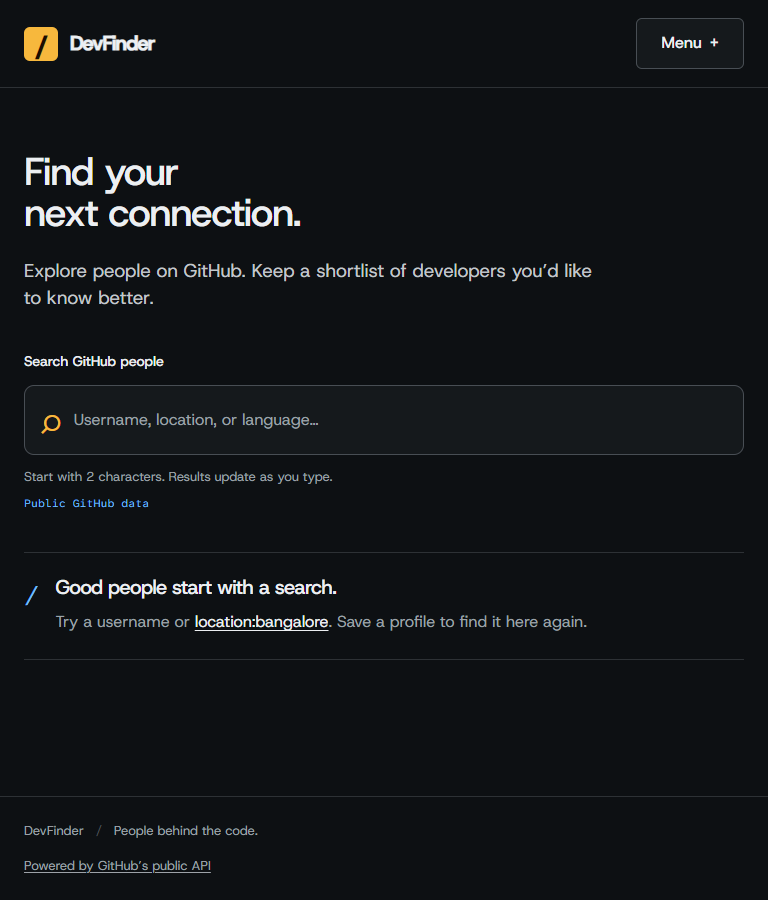 / DevFinder
Menu +
Find your
next connection.
Explore people on GitHub. Keep a shortlist of developers you’d like
to know better.
Search GitHub people
Username, location, or language…
Start with 2 characters. Results update as you type.
Public GitHub data
/ Good people start with a search.
Try a username or location:bangalore. Save a profile to find it here again.
DevFinder / People behind the code.
Powered by GitHub’s public API